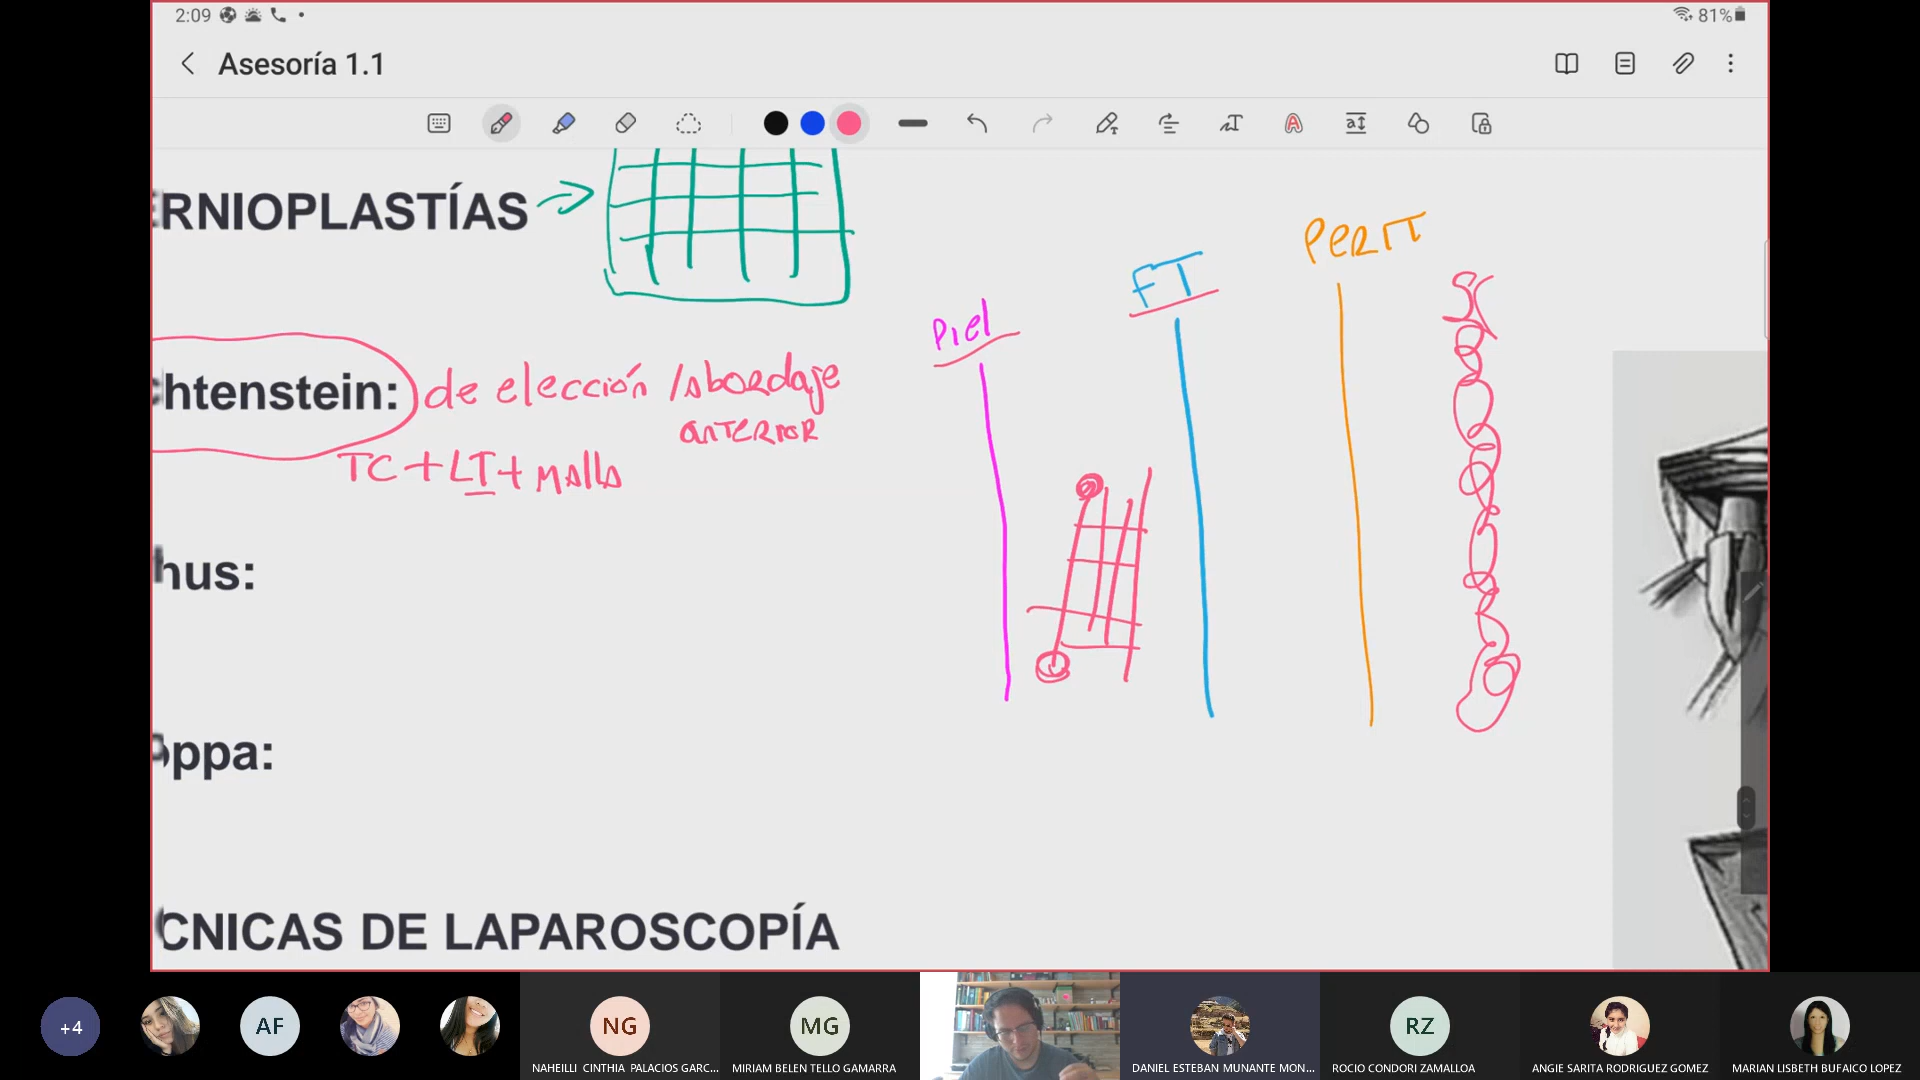 2:09
81%
Asesoría 1.1
RNIOPLASTÍAS
PERIT
FT
Piel
htenstein: de elección / Abordaje
anTERIOR
TC + LT + MAllA
hus:
oppa:
CNICAS DE LAPAROSCOPÍA
+4
AF
NG
MG
RZ
NAHEILLI CINTHIA PALACIOS GARC...
MIRIAM BELEN TELLO GAMARRA
DANIEL ESTEBAN MUNANTE MON...
ROCIO CONDORI ZAMALLOA
ANGIE SARITA RODRIGUEZ GOMEZ
MARIAN LISBETH BUFAICO LOPEZ